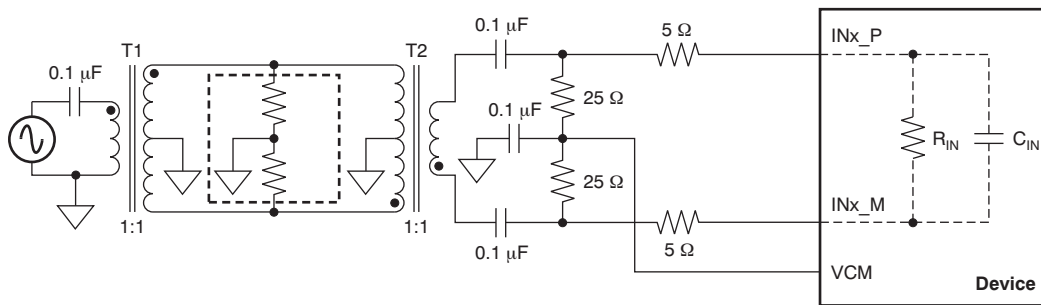 0.1 μF
T1
0.1 μF
T2
5 Ω
INx_P
25 Ω
0.1 μF
R_IN
C_IN
25 Ω
INx_M
1:1
1:1
0.1 μF
5 Ω
VCM
Device